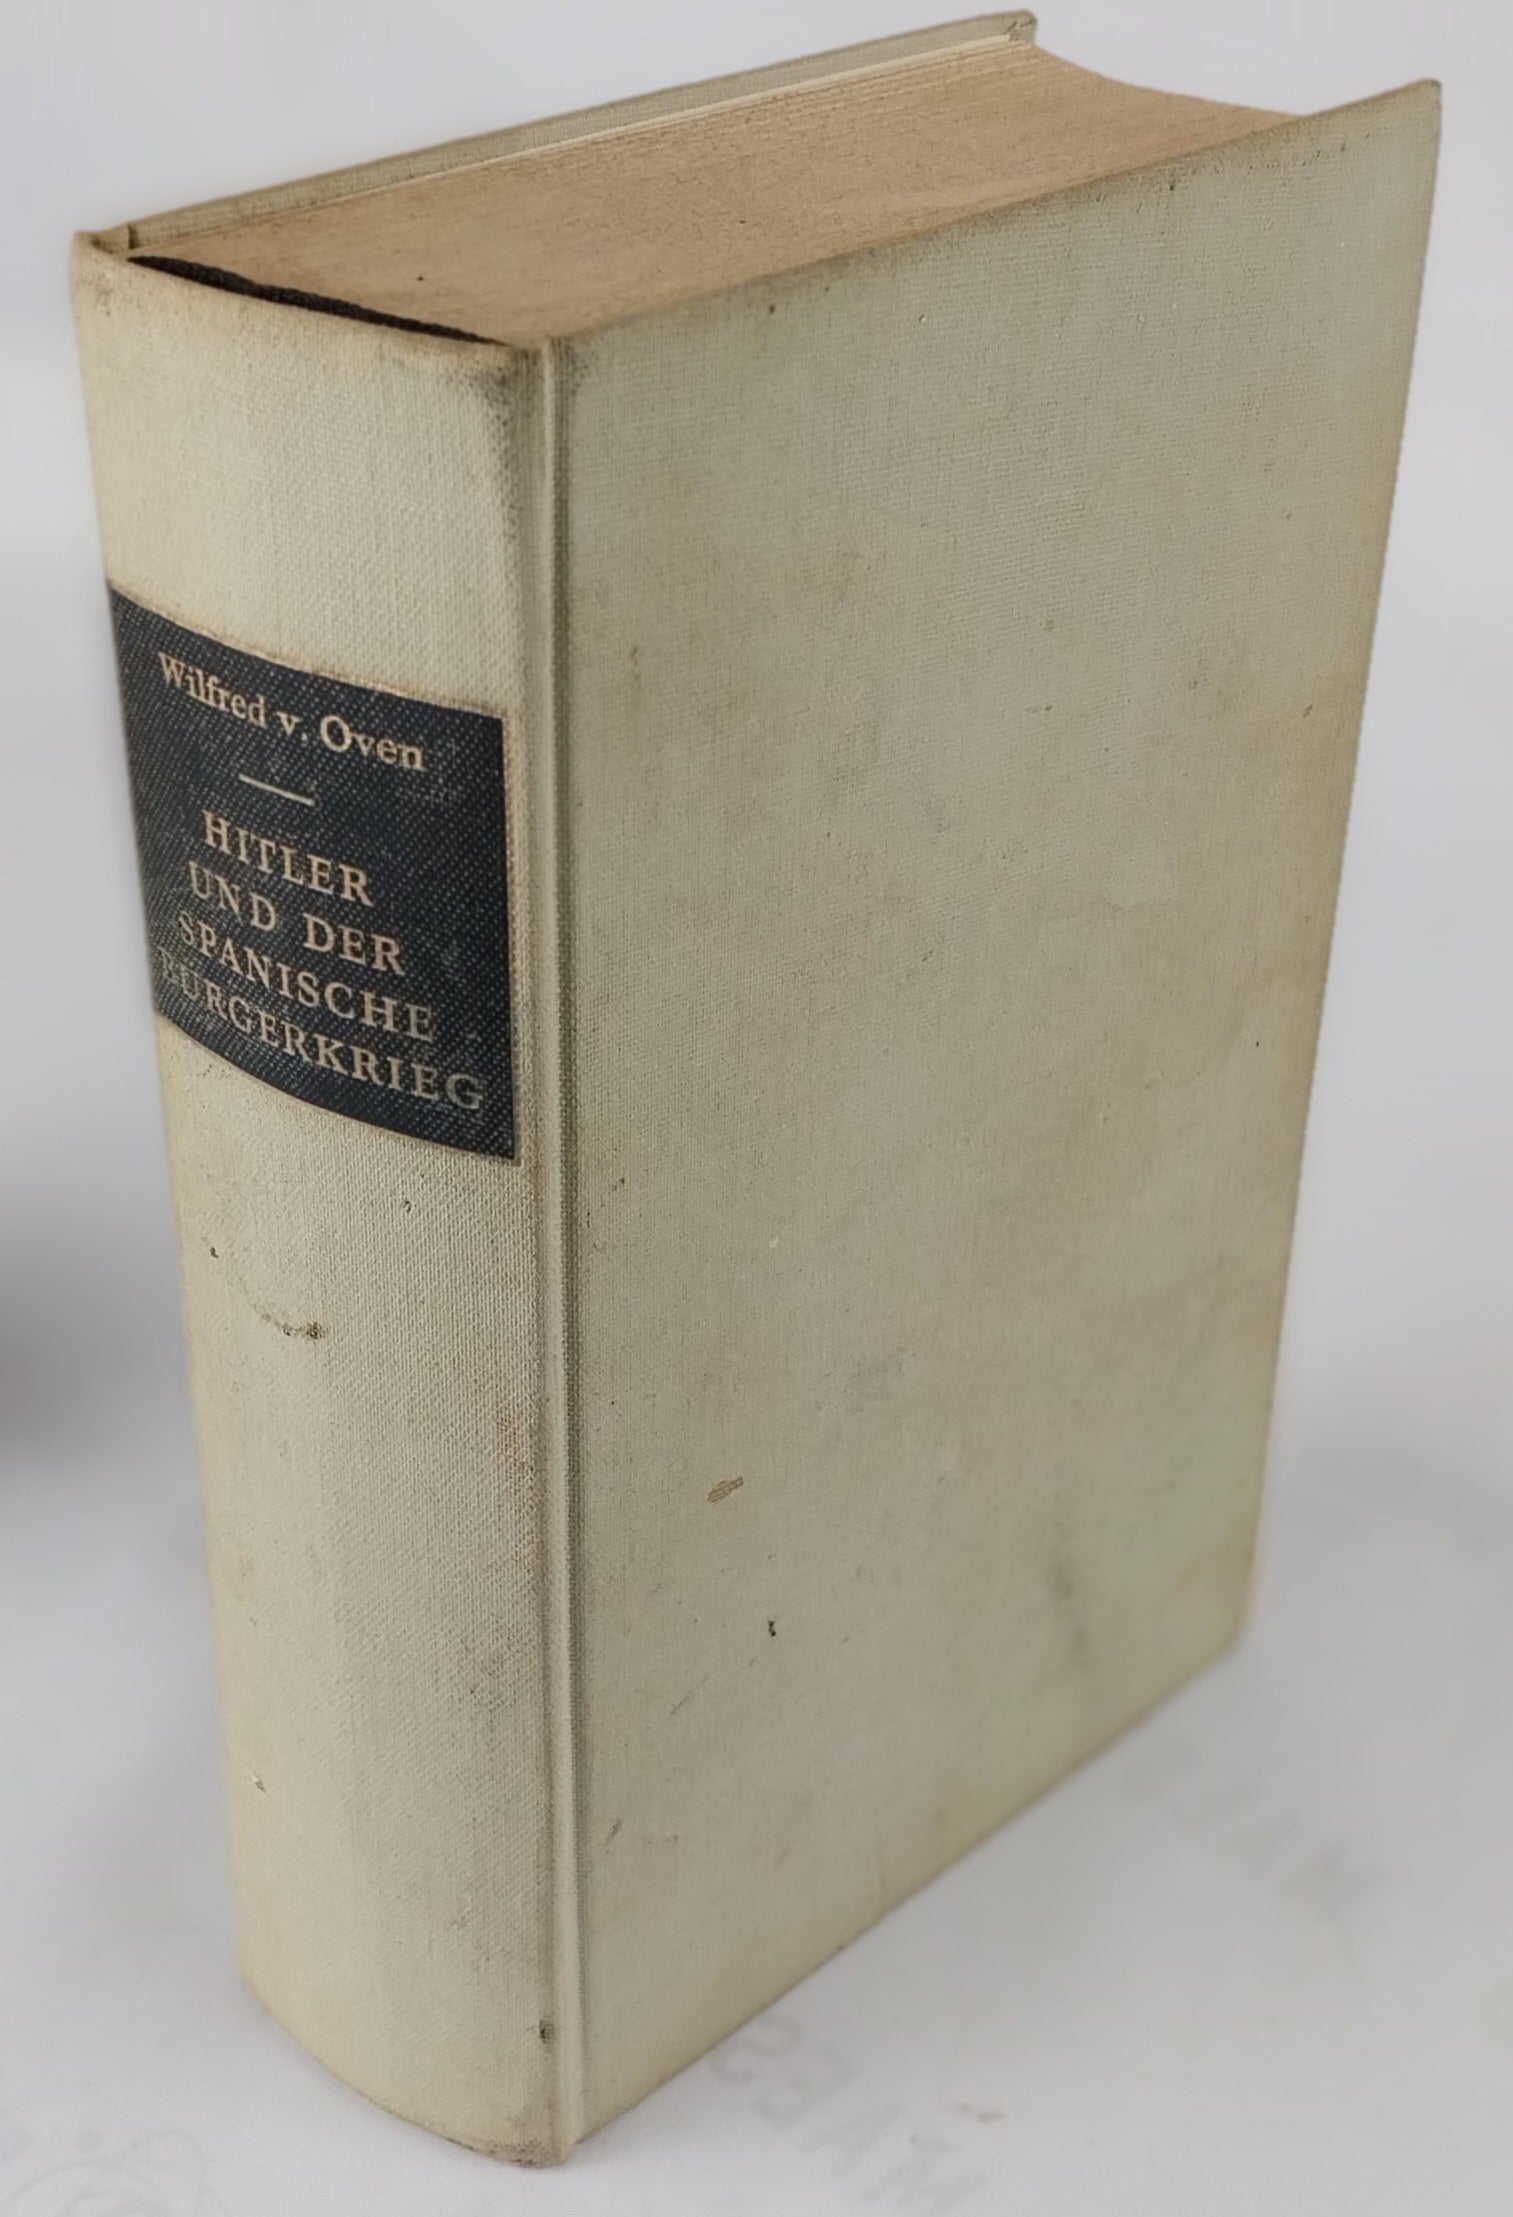 Wilfred v. Oven
HITLER
UND DER
SPANISCHE
BÜRGERKRIEG